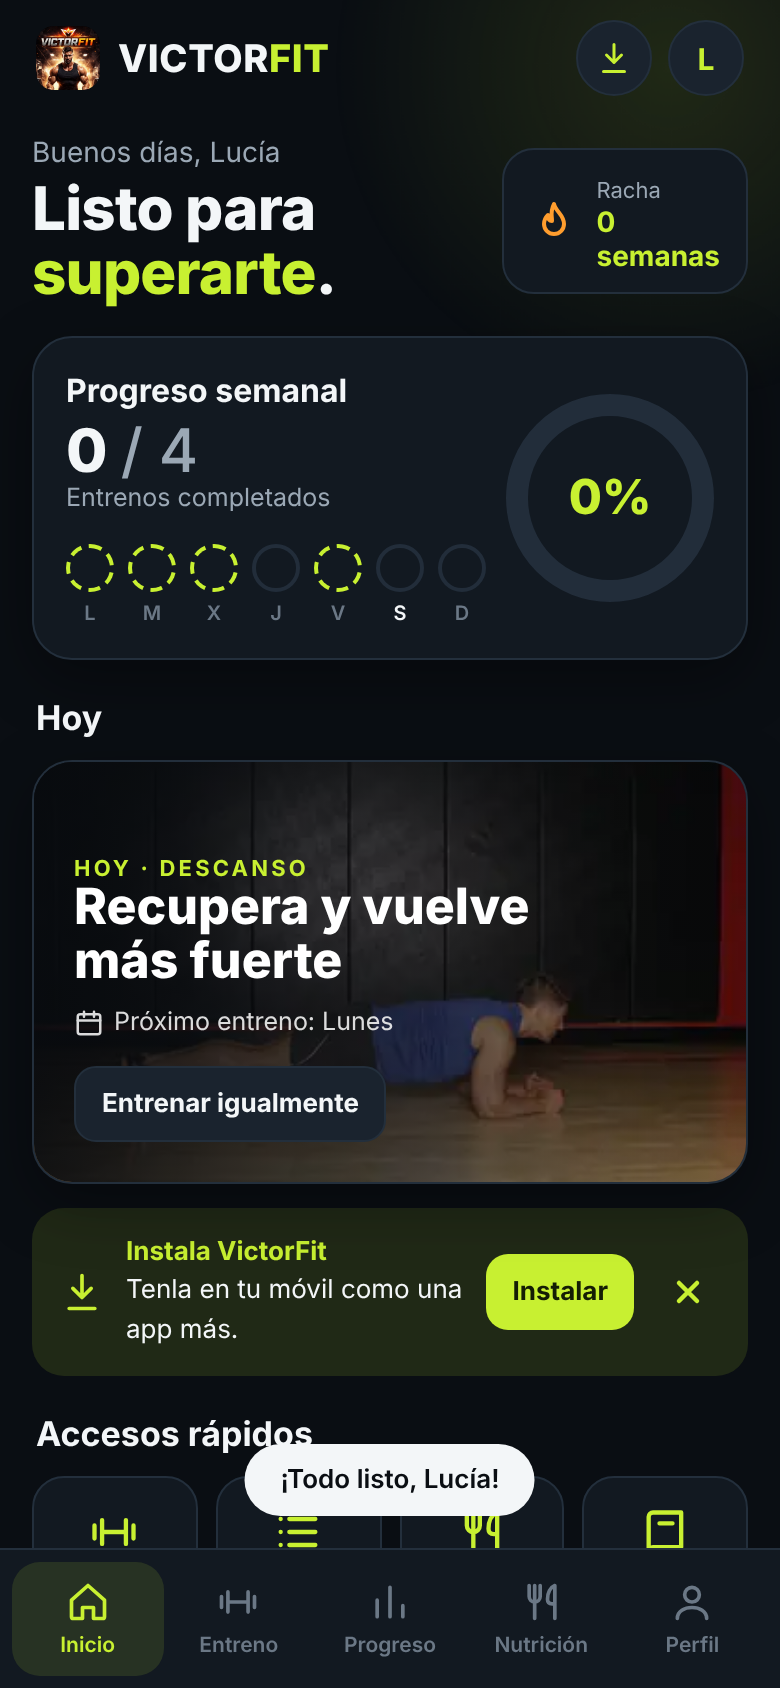 VICTORFIT
VICTORFIT
L
Buenos días, Lucía
Listo para
superarte.
Racha
0
semanas
Progreso semanal
0 / 4
Entrenos completados
0%
L M X J V S D
Hoy
HOY · DESCANSO
Recupera y vuelve
más fuerte
Próximo entreno: Lunes
Entrenar igualmente
Instala VictorFit
Tenla en tu móvil como una
app más.
Instalar
Accesos rápidos
¡Todo listo, Lucía!
Inicio
Entreno
Progreso
Nutrición
Perfil